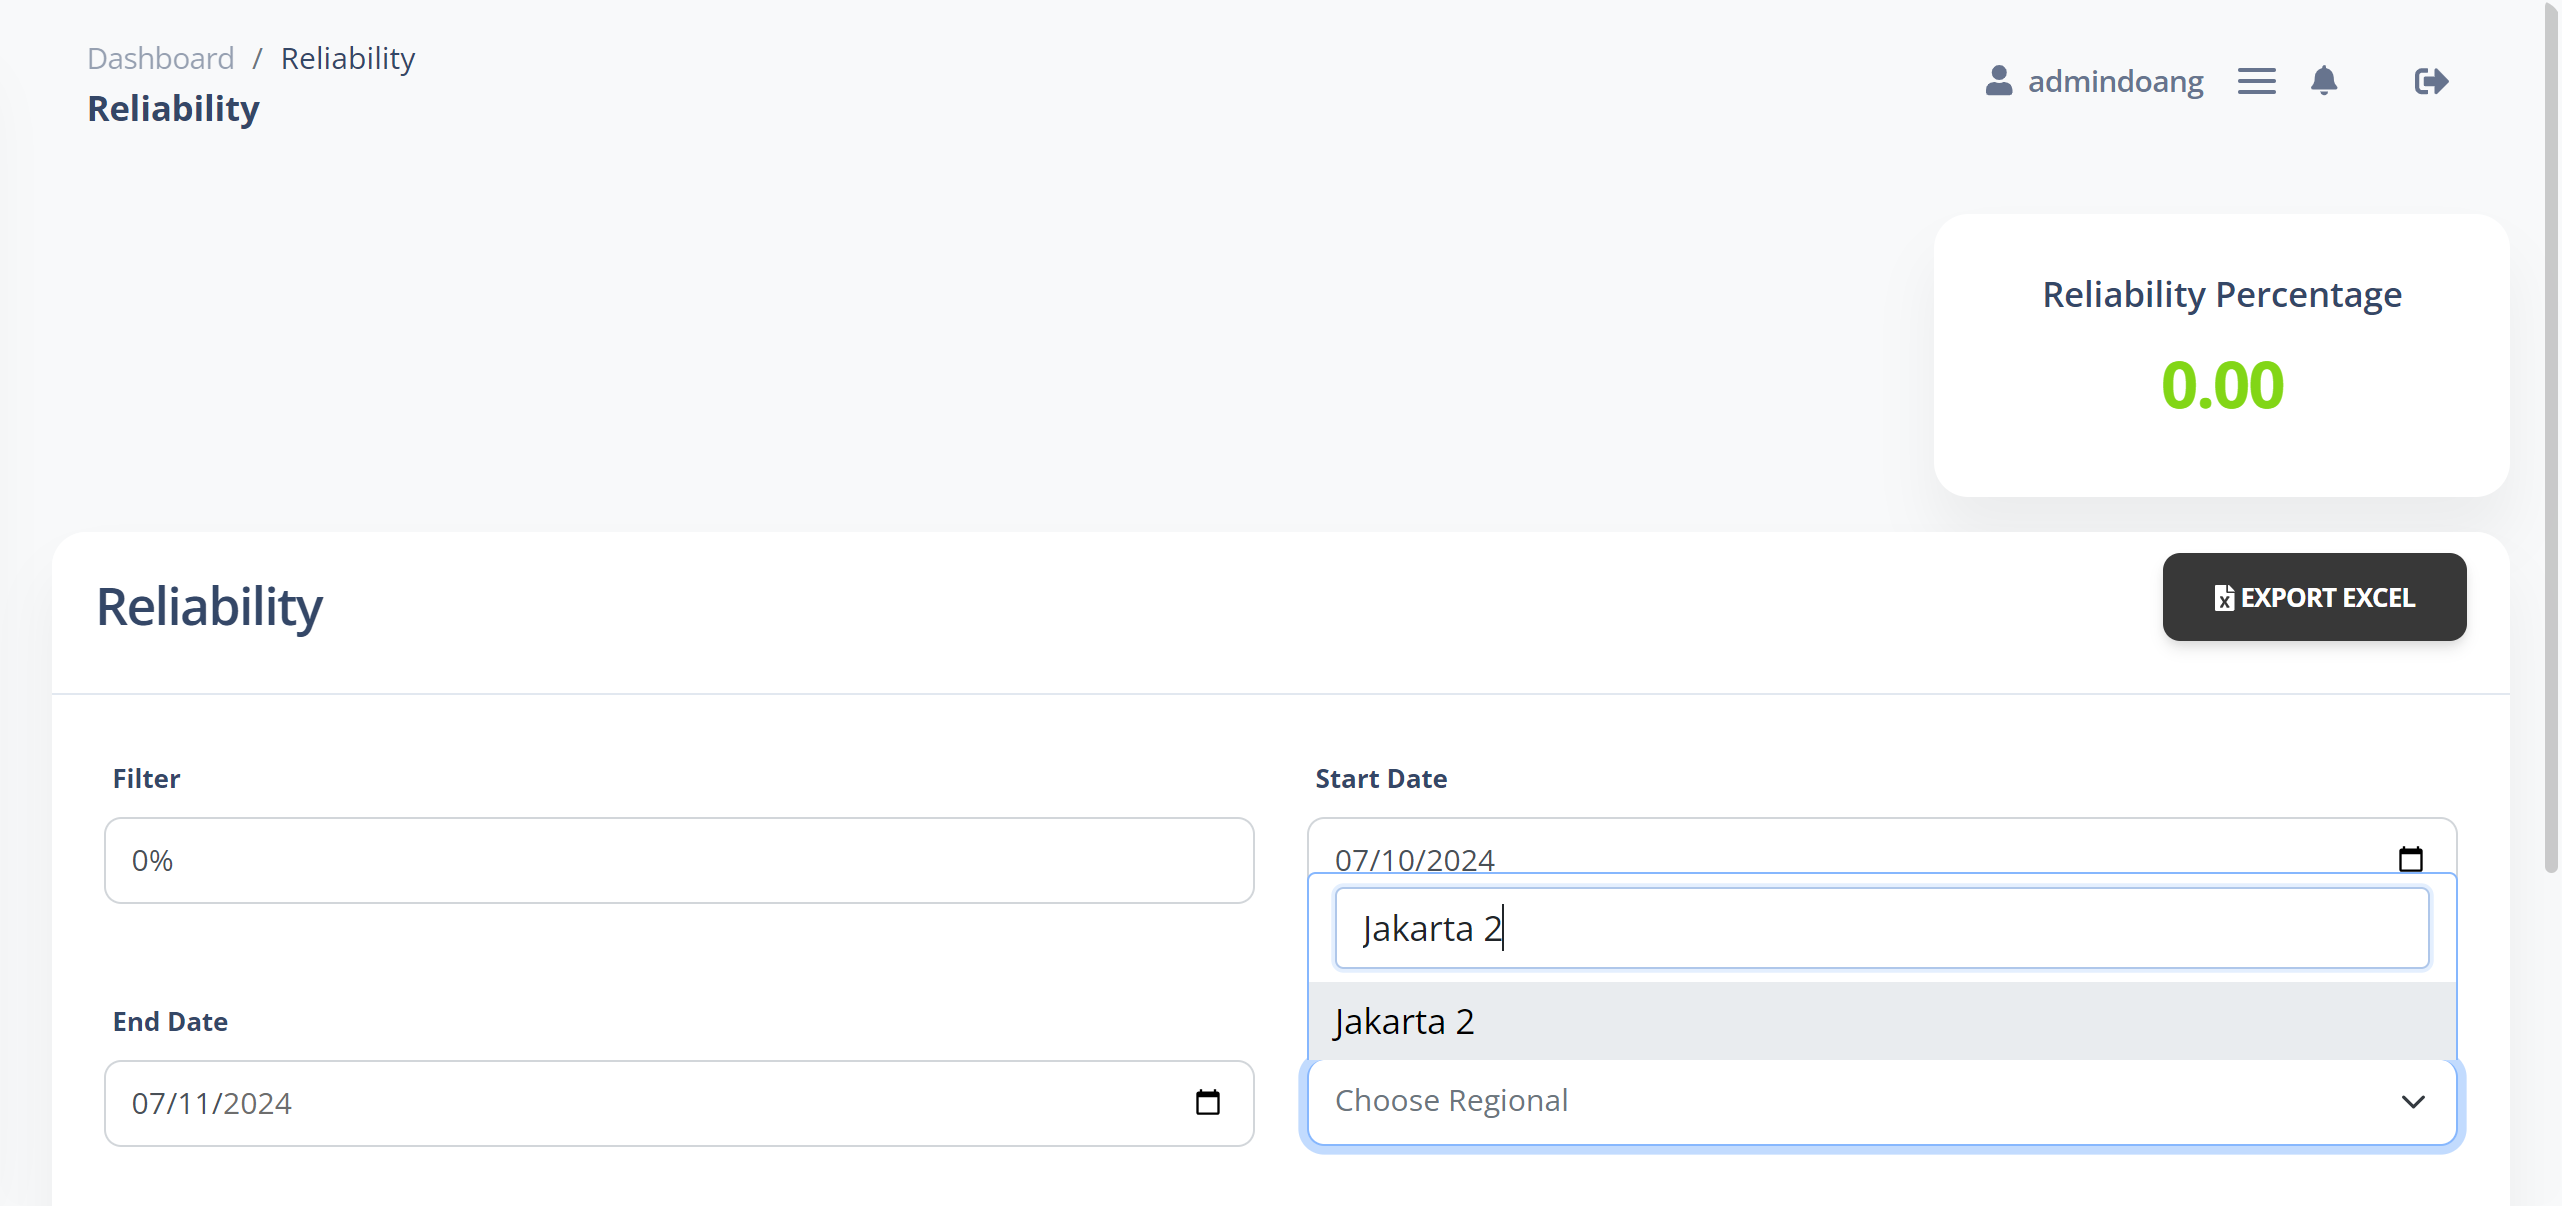 Dashboard / Reliability
Reliability
admindoang
Reliability Percentage
0.00
Reliability
EXPORT EXCEL
Filter
0%
Start Date
07/10/2024
Jakarta 2
Jakarta 2
End Date
07/11/2024
Choose Regional